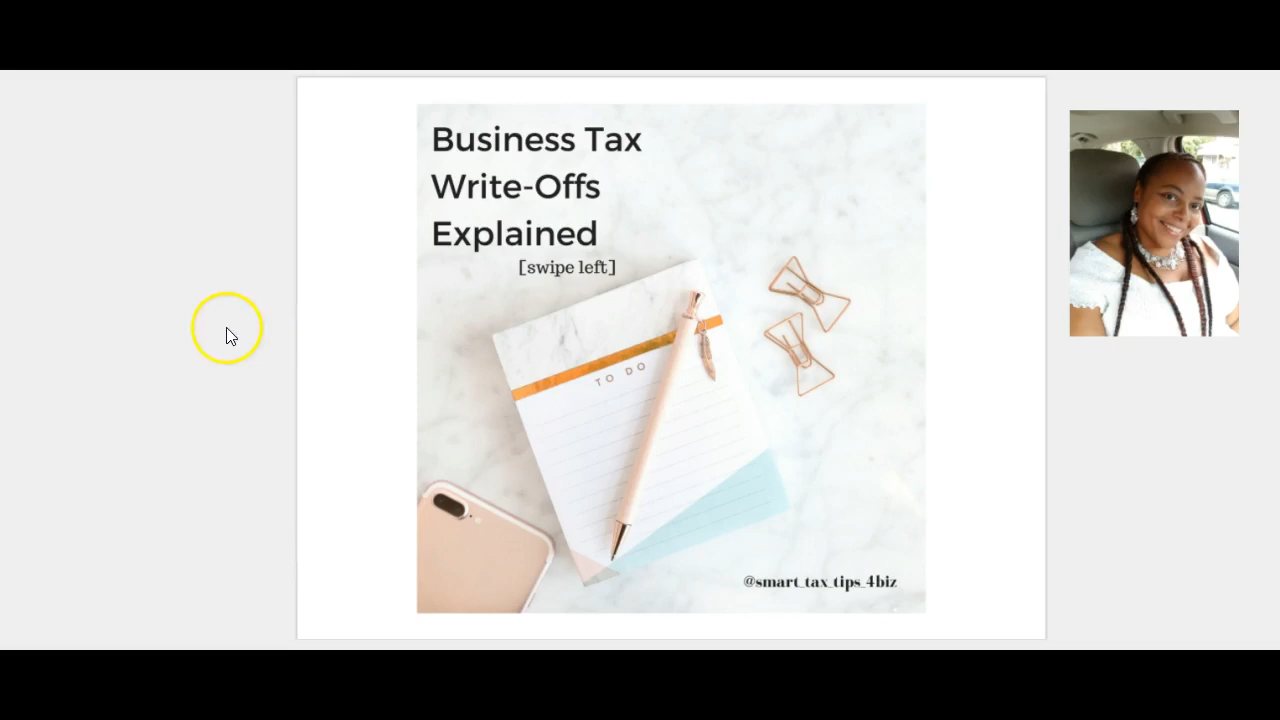 Business Tax
Write-Offs
Explained
[swipe left]
TO DO
@smart_tax_tips_4biz